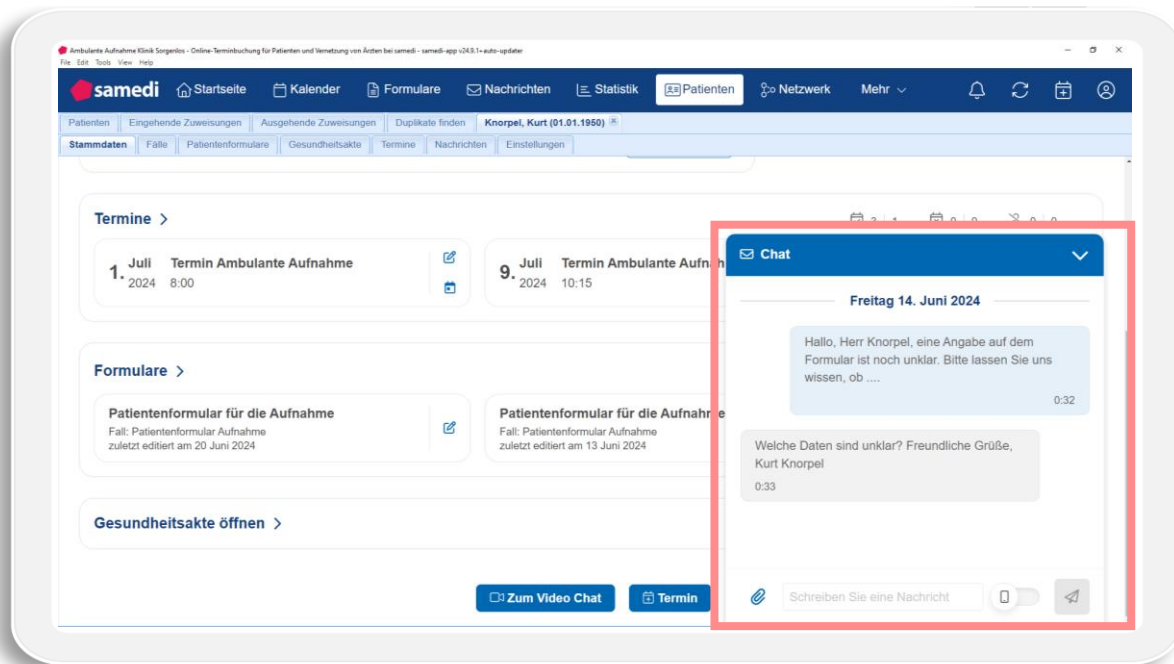 Ambulante Aufnahme Klinik Sorgenlos - Online-Terminbuchung für Patienten und Vernetzung von Ärzten bei samedi - samedi-app v24.9.1+auto-updater
File Edit Tools View Help
samedi Startseite Kalender Formulare Nachrichten Statistik Patienten Netzwerk Mehr
Patienten Eingehende Zuweisungen Ausgehende Zuweisungen Duplikate finden Knorpel, Kurt (01.01.1950)
Stammdaten Fälle Patientenformulare Gesundheitsakte Termine Nachrichten Einstellungen
Termine >
1. Juli 2024 Termin Ambulante Aufnahme
8:00
9. Juli 2024 Termin Ambulante Aufnah
10:15
Formulare >
Patientenformular für die Aufnahme
Fall: Patientenformular Aufnahme
zuletzt editiert am 20 Juni 2024
Patientenformular für die Aufnahme
Fall: Patientenformular Aufnahme
zuletzt editiert am 13 Juni 2024
Gesundheitsakte öffnen >
Zum Video Chat
Termin
Chat
Freitag 14. Juni 2024
Hallo, Herr Knorpel, eine Angabe auf dem
Formular ist noch unklar. Bitte lassen Sie uns
wissen, ob ....
0:32
Welche Daten sind unklar? Freundliche Grüße,
Kurt Knorpel
0:33
Schreiben Sie eine Nachricht